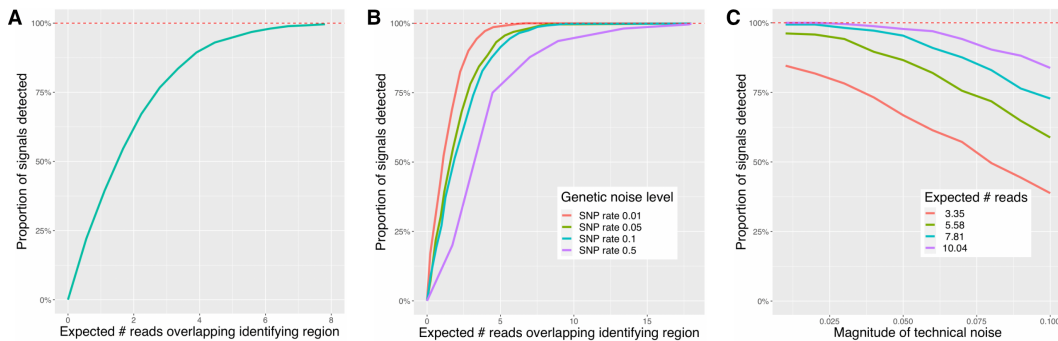 A
Proportion of signals detected
100%
75%
50%
25%
0%
0
2
4
6
8
Expected # reads overlapping identifying region
B
Proportion of signals detected
100%
75%
50%
25%
0%
Genetic noise level
SNP rate 0.01
SNP rate 0.05
SNP rate 0.1
SNP rate 0.5
0
5
10
15
Expected # reads overlapping identifying region
C
Proportion of signals detected
100%
75%
50%
25%
0%
Expected # reads
3.35
5.58
7.81
10.04
0.025
0.050
0.075
0.100
Magnitude of technical noise